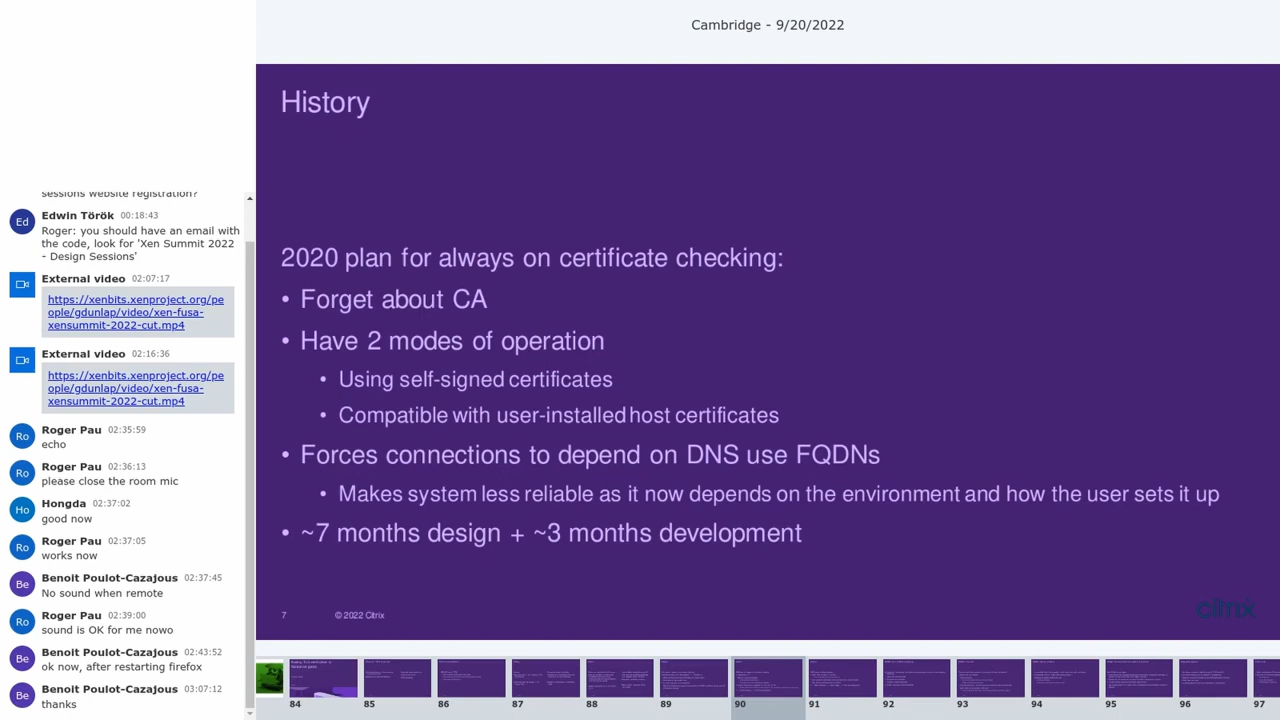 Cambridge - 9/20/2022
sessions website registration?
Edwin Török 00:18:43
Roger: you should have an email with
the code, look for 'Xen Summit 2022
- Design Sessions'
External video 02:07:17
https://xenbits.xenproject.org/pe
ople/gdunlap/video/xen-fusa-
xensummit-2022-cut.mp4
External video 02:16:36
https://xenbits.xenproject.org/pe
ople/gdunlap/video/xen-fusa-
xensummit-2022-cut.mp4
Ro
Roger Pau 02:35:59
echo
Ro
Roger Pau 02:36:13
please close the room mic
Ho
Hongda 02:37:02
good now
Ro
Roger Pau 02:37:05
works now
Be
Benoit Poulot-Cazajous 02:37:45
No sound when remote
Ro
Roger Pau 02:39:00
sound is OK for me nowo
Be
Benoit Poulot-Cazajous 02:43:52
ok now, after restarting firefox
Be
Benoit Poulot-Cazajous 03:07:12
thanks
Ed
History
2020 plan for always on certificate checking:
• Forget about CA
• Have 2 modes of operation
• Using self-signed certificates
• Compatible with user-installed host certificates
• Forces connections to depend on DNS use FQDNs
• Makes system less reliable as it now depends on the environment and how the user sets it up
• ~7 months design + ~3 months development
7 © 2022 Citrix
citrix
84 85 86 87 88 89 90 91 92 93 94 95 96 97